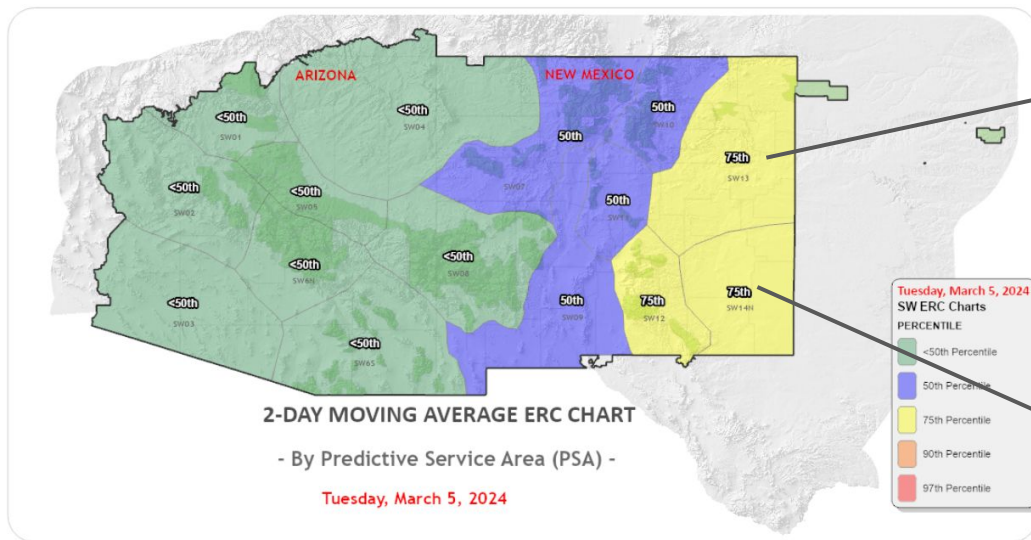 ARIZONA
NEW MEXICO
<50th
SW01
<50th
SW04
50th
SW10
50th
75th
SW13
<50th
SW02
<50th
SW05
SW07
50th
SW11
<50th
SW6N
<50th
SW08
<50th
SW03
50th
SW09
75th
SW12
75th
SW14N
<50th
SW6S
2-DAY MOVING AVERAGE ERC CHART
- By Predictive Service Area (PSA) -
Tuesday, March 5, 2024
Tuesday, March 5, 2024
SW ERC Charts
PERCENTILE
<50th Percentile
50th Percentile
75th Percentile
90th Percentile
97th Percentile